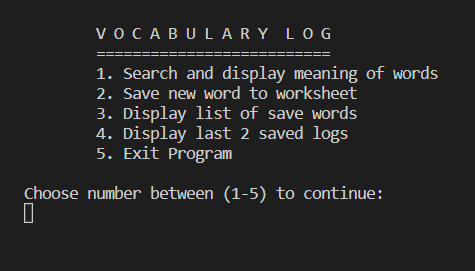 V O C A B U L A R Y  L O G
==========================
1. Search and display meaning of words
2. Save new word to worksheet
3. Display list of save words
4. Display last 2 saved logs
5. Exit Program
Choose number between (1-5) to continue: